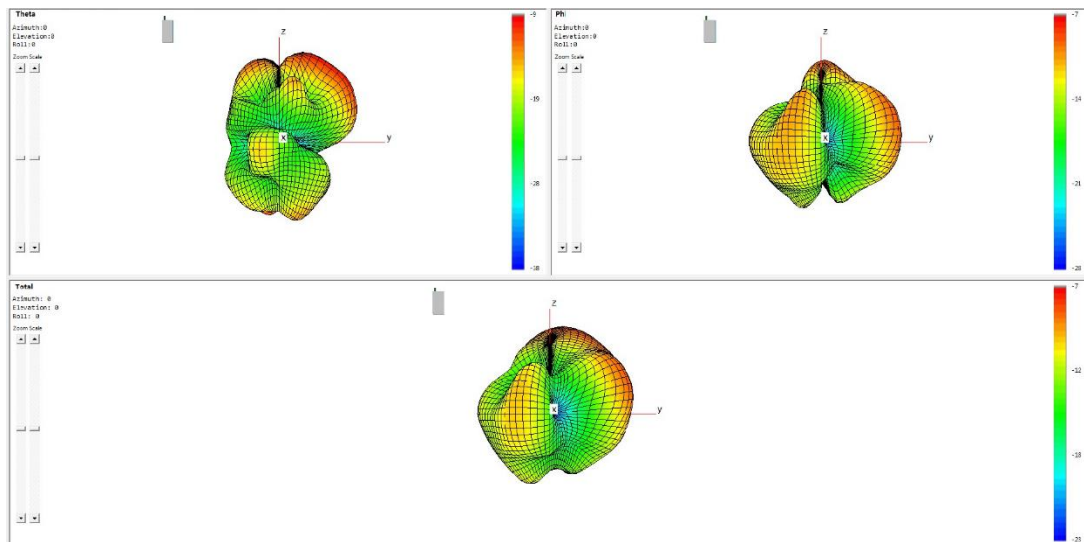 Theta
Azimuth:0
Elevation:0
Roll:0
Zoom Scale
z
x
y
-9
-19
-28
-38
Phi
Azimuth:0
Elevation:0
Roll:0
Zoom Scale
z
x
y
-7
-14
-21
-28
Total
Azimuth: 0
Elevation: 0
Roll: 0
Zoom Scale
z
x
y
-7
-12
-18
-23